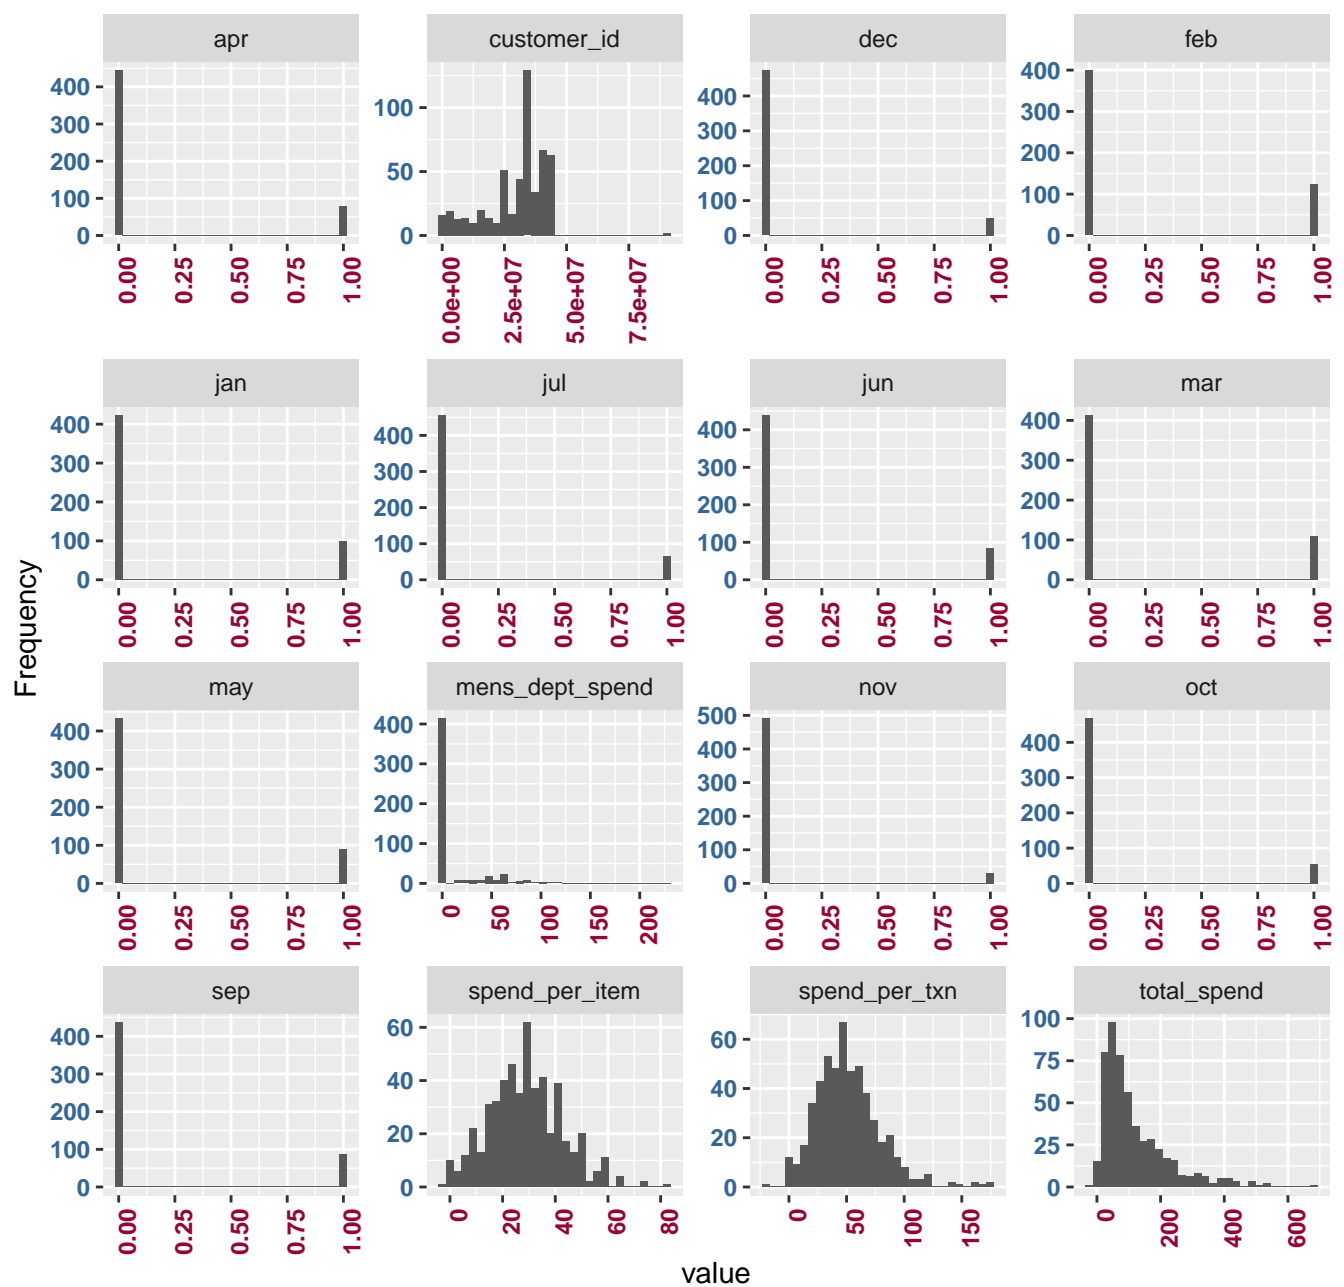 apr customer_id dec feb
400 300 200 100 0
100 50 0
400 300 200 100 0
400 300 200 100 0
0.00 0.25 0.50 0.75 1.00
0.0e+00 2.5e+07 5.0e+07 7.5e+07
0.00 0.25 0.50 0.75 1.00
0.00 0.25 0.50 0.75 1.00
jan jul jun mar
400 300 200 100 0
400 300 200 100 0
400 300 200 100 0
400 300 200 100 0
0.00 0.25 0.50 0.75 1.00
0.00 0.25 0.50 0.75 1.00
0.00 0.25 0.50 0.75 1.00
0.00 0.25 0.50 0.75 1.00
Frequency
may mens_dept_spend nov oct
400 300 200 100 0
400 300 200 100 0
500 400 300 200 100 0
400 300 200 100 0
0.00 0.25 0.50 0.75 1.00
0 50 100 150 200
0.00 0.25 0.50 0.75 1.00
0.00 0.25 0.50 0.75 1.00
sep spend_per_item spend_per_txn total_spend
400 300 200 100 0
60 40 20 0
60 40 20 0
100 75 50 25 0
0.00 0.25 0.50 0.75 1.00
0 20 40 60 80
0 50 100 150
0 200 400 600
value